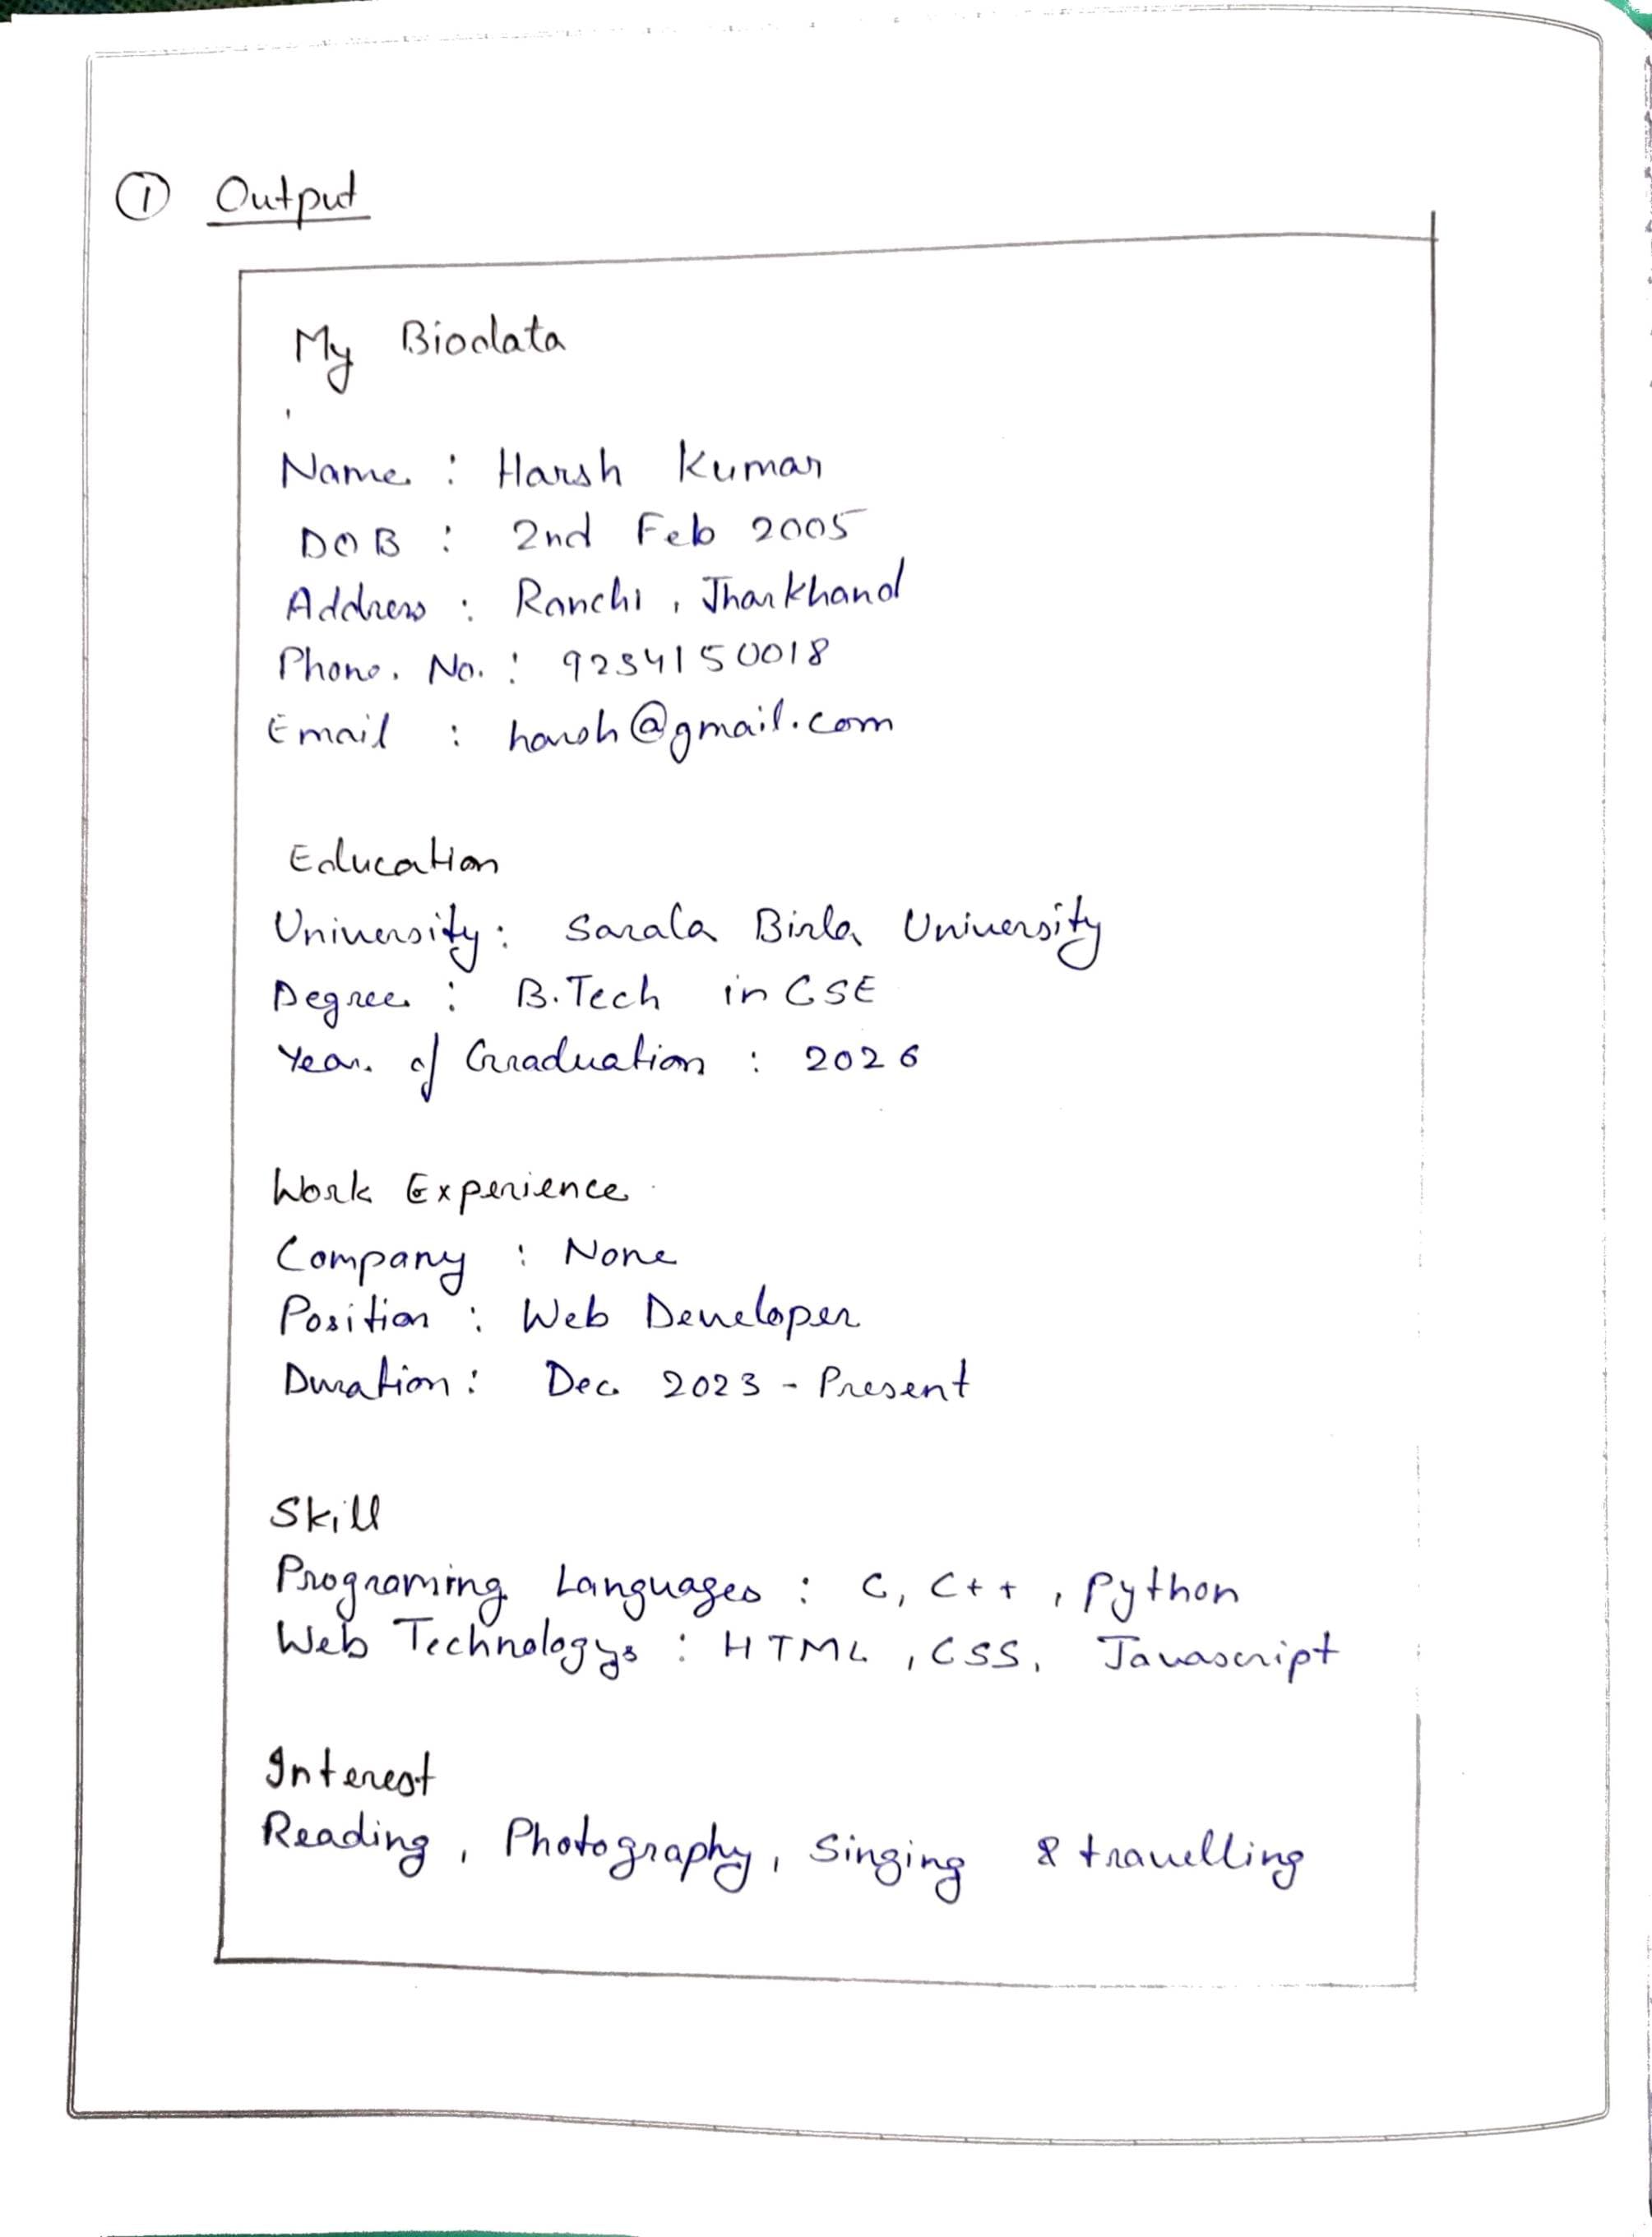 ① Output
My Biodata
Name : Harsh Kumar
DOB : 2nd Feb 2005
Address : Ranchi, Jharkhand
Phone. No. : 9234150018
Email : harsh@gmail.com
Education
University : Sarala Birla University
Degree : B.Tech in CSE
Year of Graduation : 2026
Work Experience
Company : None
Position : Web Developer
Duration : Dec 2023 - Present
Skill
Programing Languages : C, C++, Python
Web Technologys : HTML, CSS, Javascript
Interest
Reading, Photography, Singing & travelling